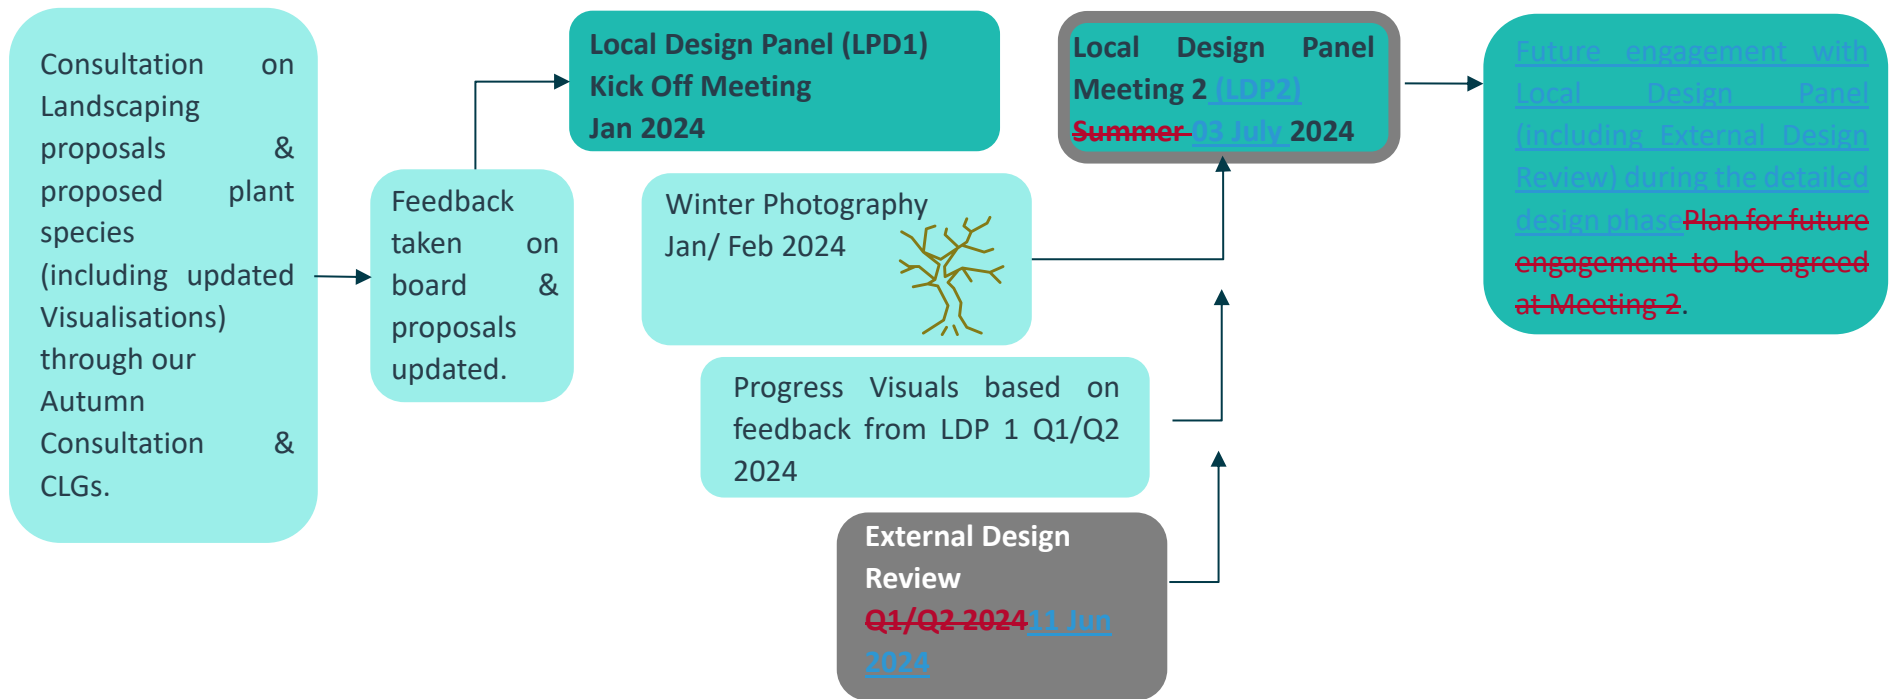 Consultation on
Landscaping
proposals &
proposed plant
species
(including updated
Visualisations)
through our
Autumn
Consultation &
CLGs.
Feedback
taken on
board &
proposals
updated.
Local Design Panel (LPD1)
Kick Off Meeting
Jan 2024
Winter Photography
Jan/ Feb 2024
Progress Visuals based on
feedback from LDP 1 Q1/Q2
2024
External Design
Review
Q1/Q2 202411 Jun
2024
Local Design Panel
Meeting 2 (LDP2)
Summer 03 July 2024
Future engagement with
Local Design Panel
(including External Design
Review) during the detailed
design phasePlan for future
engagement to be agreed
at Meeting 2.